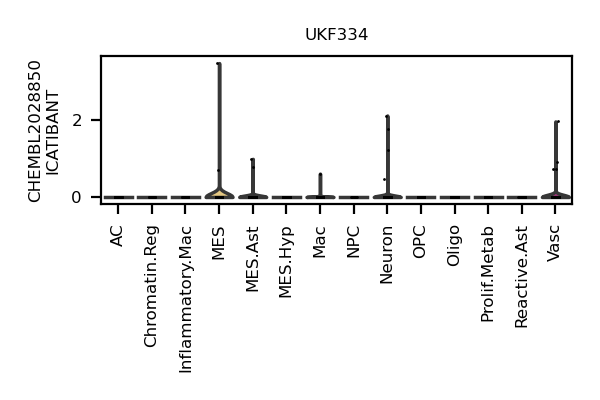 UKF334
CHEMBL2028850
ICATIBANT
2
0
AC
Chromatin.Reg
Inflammatory.Mac
MES
MES.Ast
MES.Hyp
Mac
NPC
Neuron
OPC
Oligo
Prolif.Metab
Reactive.Ast
Vasc